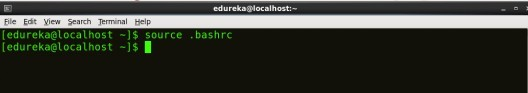 edureka@localhost:~
File Edit View Search Terminal Help
[edureka@localhost ~]$ source .bashrc
[edureka@localhost ~]$